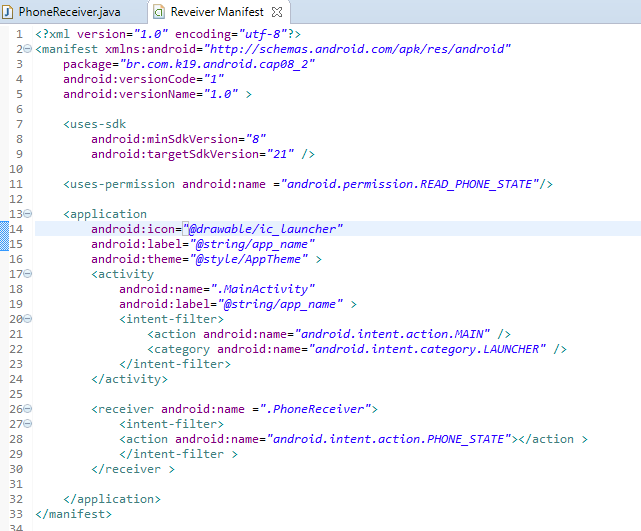 PhoneReceiver.java Reveiver Manifest
1 <?xml version="1.0" encoding="utf-8"?>
2 <manifest xmlns:android="http://schemas.android.com/apk/res/android"
3     package="br.com.k19.android.cap08_2"
4     android:versionCode="1"
5     android:versionName="1.0" >
6
7     <uses-sdk
8         android:minSdkVersion="8"
9         android:targetSdkVersion="21" />
10
11     <uses-permission android:name ="android.permission.READ_PHONE_STATE"/>
12
13     <application
14         android:icon="@drawable/ic_launcher"
15         android:label="@string/app_name"
16         android:theme="@style/AppTheme" >
17         <activity
18             android:name=".MainActivity"
19             android:label="@string/app_name" >
20             <intent-filter>
21                 <action android:name="android.intent.action.MAIN" />
22                 <category android:name="android.intent.category.LAUNCHER" />
23             </intent-filter>
24         </activity>
25
26         <receiver android:name =".PhoneReceiver">
27             <intent-filter>
28             <action android:name="android.intent.action.PHONE_STATE"></action >
29             </intent-filter >
30         </receiver >
31
32     </application>
33 </manifest>
34